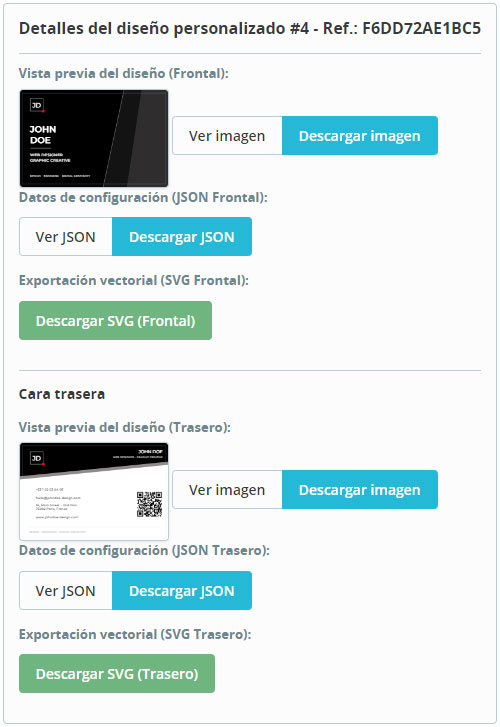 Detalles del diseño personalizado #4 - Ref.: F6DD72AE1BC5
Vista previa del diseño (Frontal):
JD
JOHN
DOE
WEB DESIGNER
GRAPHIC CREATIVE
Ver imagen
Descargar imagen
Datos de configuración (JSON Frontal):
Ver JSON
Descargar JSON
Exportación vectorial (SVG Frontal):
Descargar SVG (Frontal)
Cara trasera
Vista previa del diseño (Trasero):
JD
JOHN DOE
Ver imagen
Descargar imagen
Datos de configuración (JSON Trasero):
Ver JSON
Descargar JSON
Exportación vectorial (SVG Trasero):
Descargar SVG (Trasero)